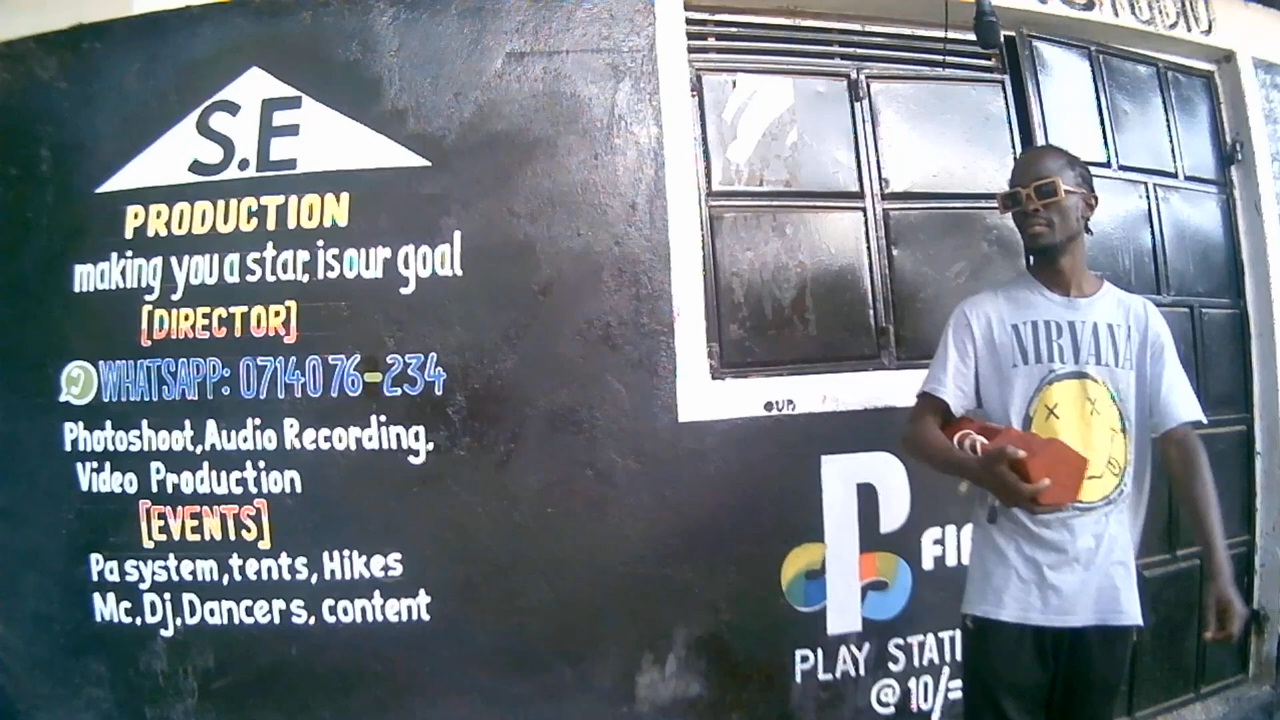 S.E
PRODUCTION
making you a star, is our goal
[DIRECTOR]
WHATSAPP: 0714076-234
Photoshoot, Audio Recording,
Video Production
[EVENTS]
Pa system, tents, Hikes
Mc, Dj, Dancers, content
NIRVANA
PLAY STATI
@ 10/=